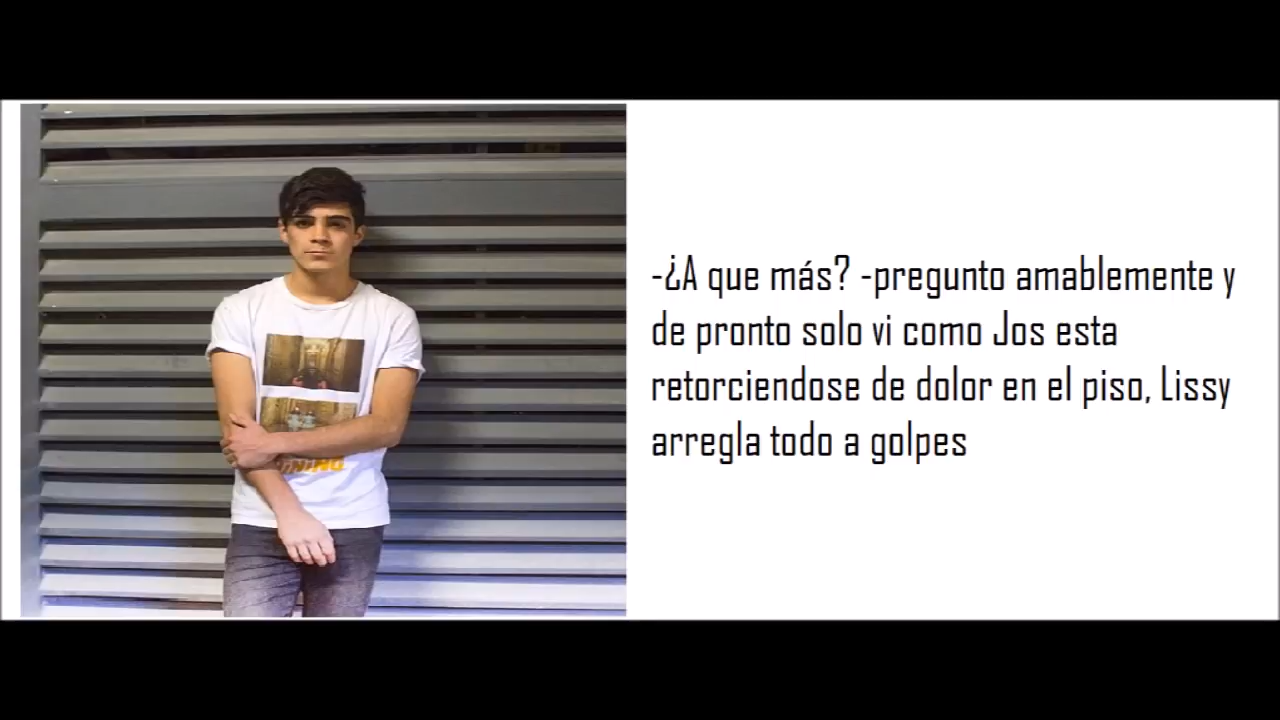 -¿A que más? -pregunto amablemente y
de pronto solo vi como Jos esta
retorciendose de dolor en el piso, Lissy
arregla todo a golpes